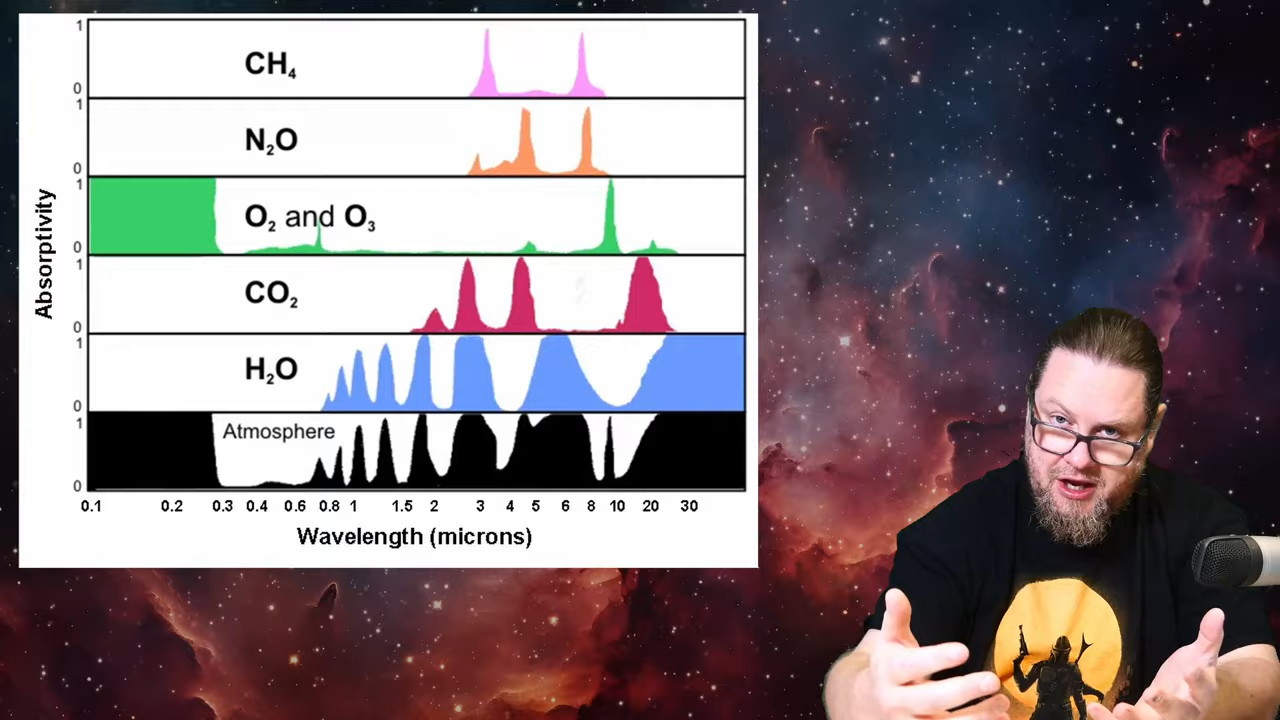 1
CH₄
0
1
N₂O
0
1
O₂ and O₃
0
1
CO₂
0
1
H₂O
0
1
Atmosphere
0
Absorptivity
0.1 0.2 0.3 0.4 0.6 0.8 1 1.5 2 3 4 5 6 8 10 20 30
Wavelength (microns)